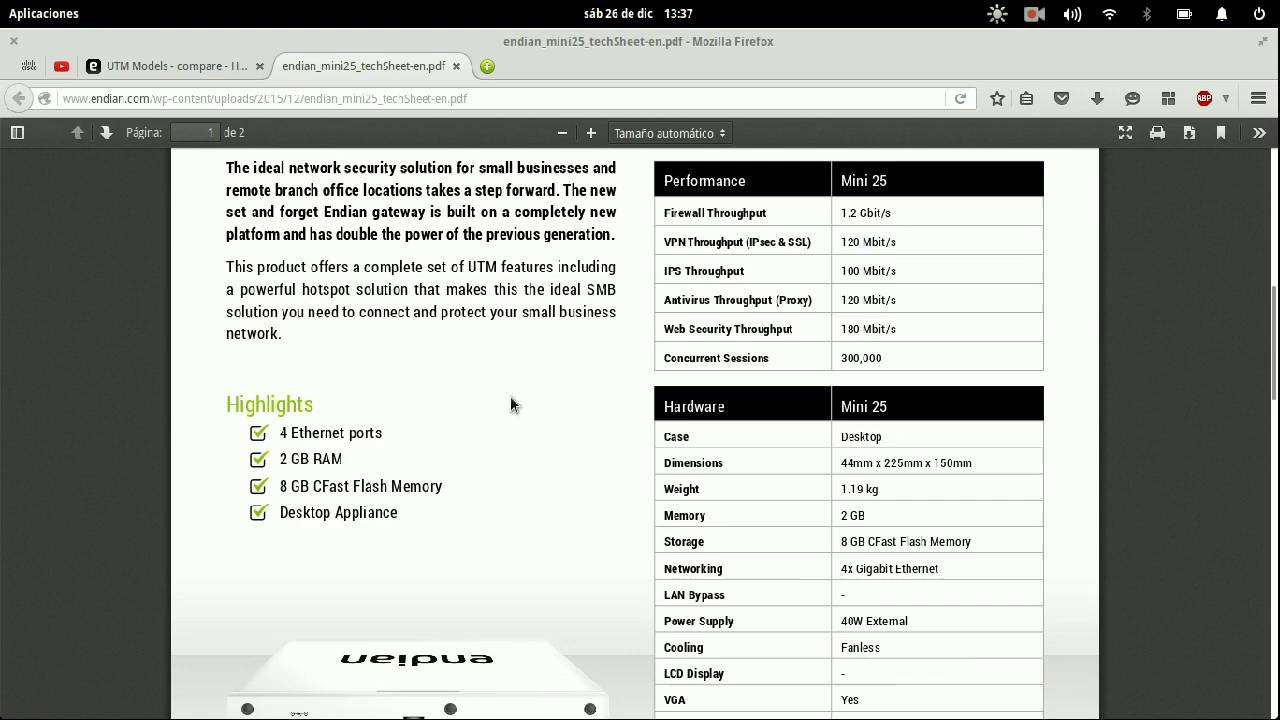 Aplicaciones
sáb 26 de dic 13:37
endian_mini25_techSheet-en.pdf - Mozilla Firefox
UTM Models - compare - H...
endian_mini25_techSheet-en.pdf
www.endian.com/wp-content/uploads/2015/12/endian_mini25_techSheet-en.pdf
ABP
Página: 1 de 2
Tamaño automático
The ideal network security solution for small businesses and
remote branch office locations takes a step forward. The new
set and forget Endian gateway is built on a completely new
platform and has double the power of the previous generation.
This product offers a complete set of UTM features including
a powerful hotspot solution that makes this the ideal SMB
solution you need to connect and protect your small business
network.
Highlights
4 Ethernet ports
2 GB RAM
8 GB CFast Flash Memory
Desktop Appliance
endian
Performance Mini 25
Firewall Throughput 1.2 Gbit/s
VPN Throughput (IPsec & SSL) 120 Mbit/s
IPS Throughput 100 Mbit/s
Antivirus Throughput (Proxy) 120 Mbit/s
Web Security Throughput 180 Mbit/s
Concurrent Sessions 300,000
Hardware Mini 25
Case Desktop
Dimensions 44mm x 225mm x 150mm
Weight 1.19 kg
Memory 2 GB
Storage 8 GB CFast Flash Memory
Networking 4x Gigabit Ethernet
LAN Bypass -
Power Supply 40W External
Cooling Fanless
LCD Display -
VGA Yes